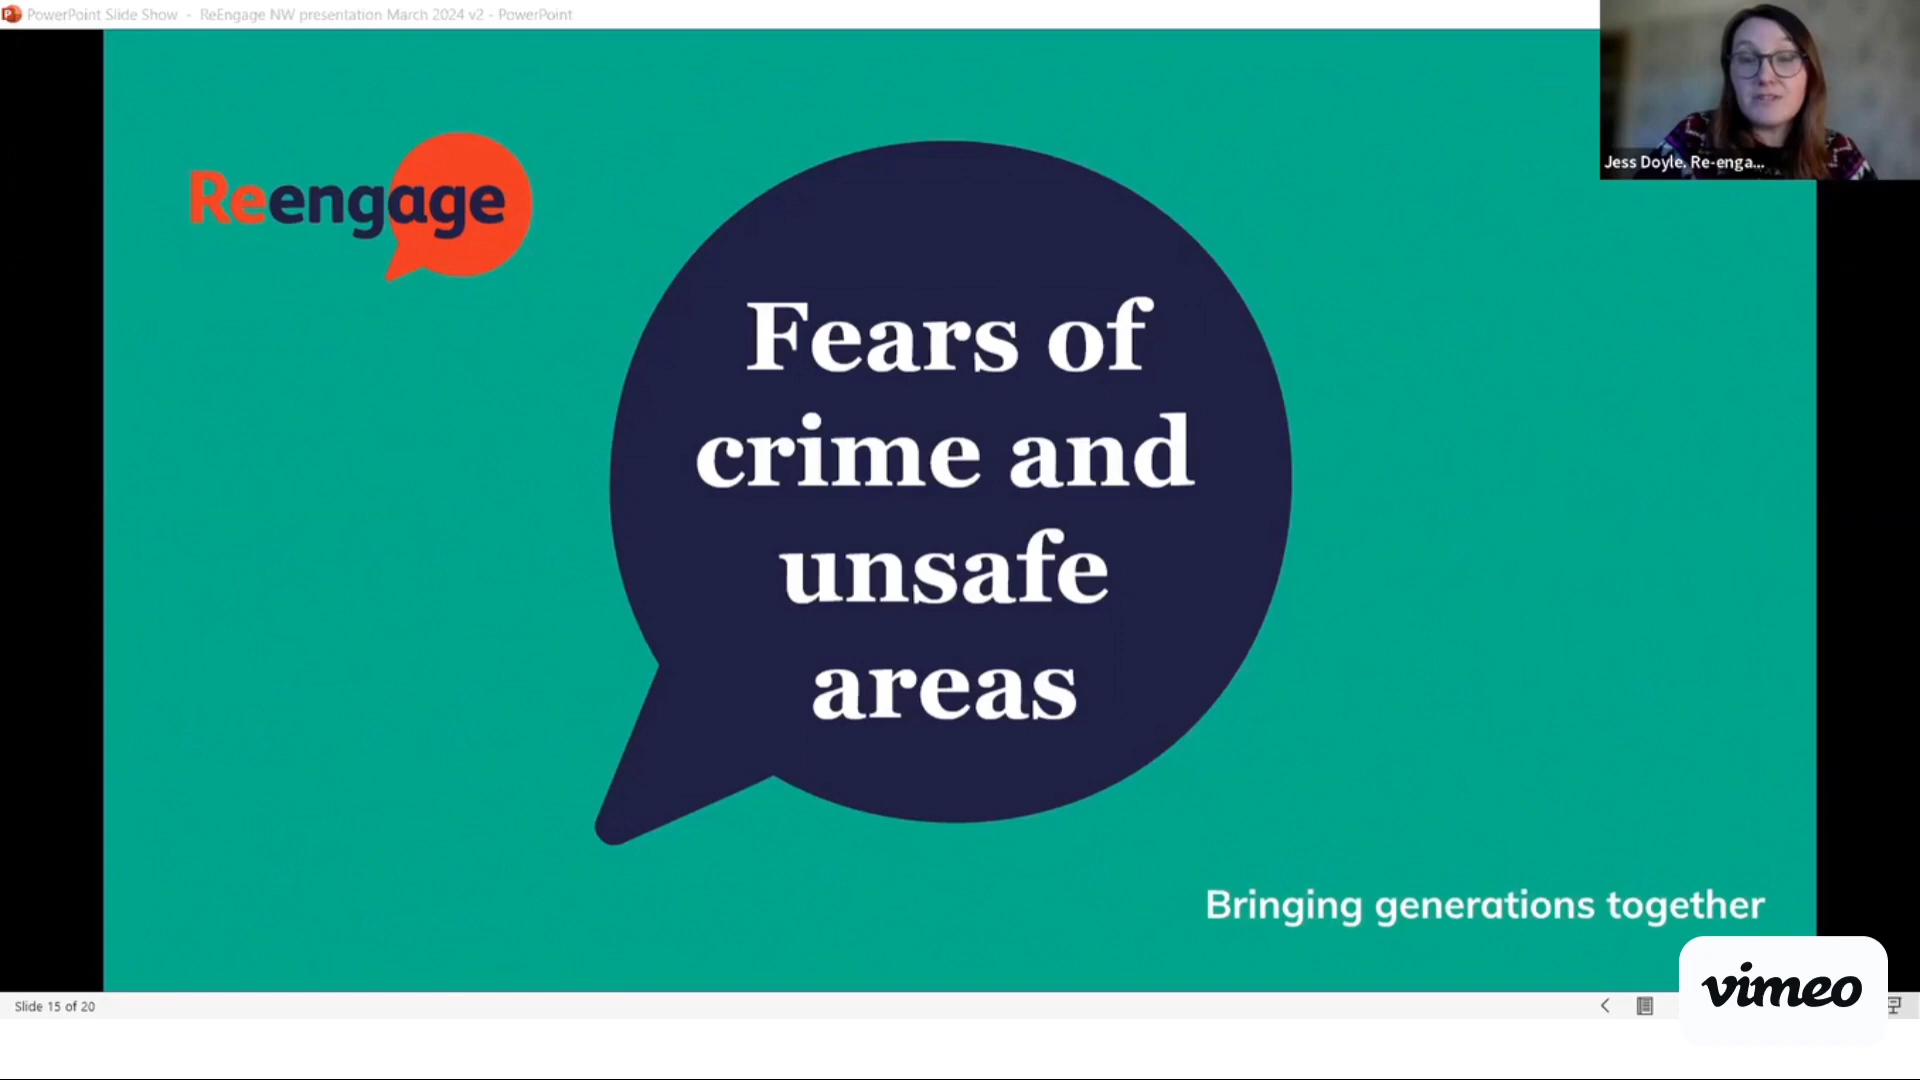 PowerPoint Slide Show - ReEngage NW presentation March 2024 v2 - PowerPoint
Jess Doyle. Re-enga...
Reengage
Fears of
crime and
unsafe
areas
Bringing generations together
vimeo
Slide 15 of 20